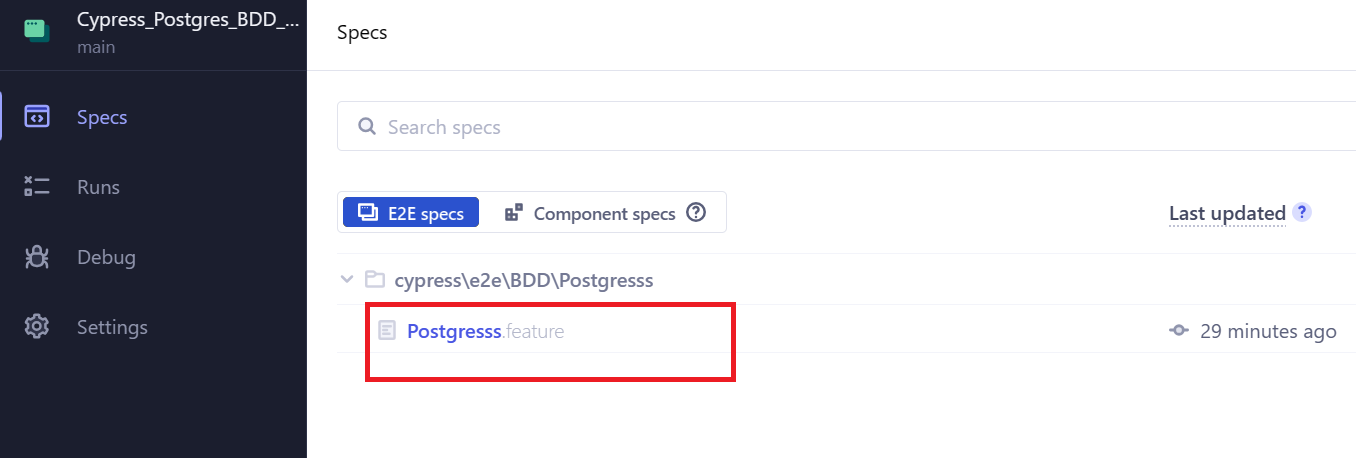 Cypress_Postgres_BDD_...
main
Specs
Runs
Debug
Settings
Specs
Search specs
E2E specs
Component specs ?
Last updated ?
cypress\e2e\BDD\Postgresss
Postgresss.feature
29 minutes ago